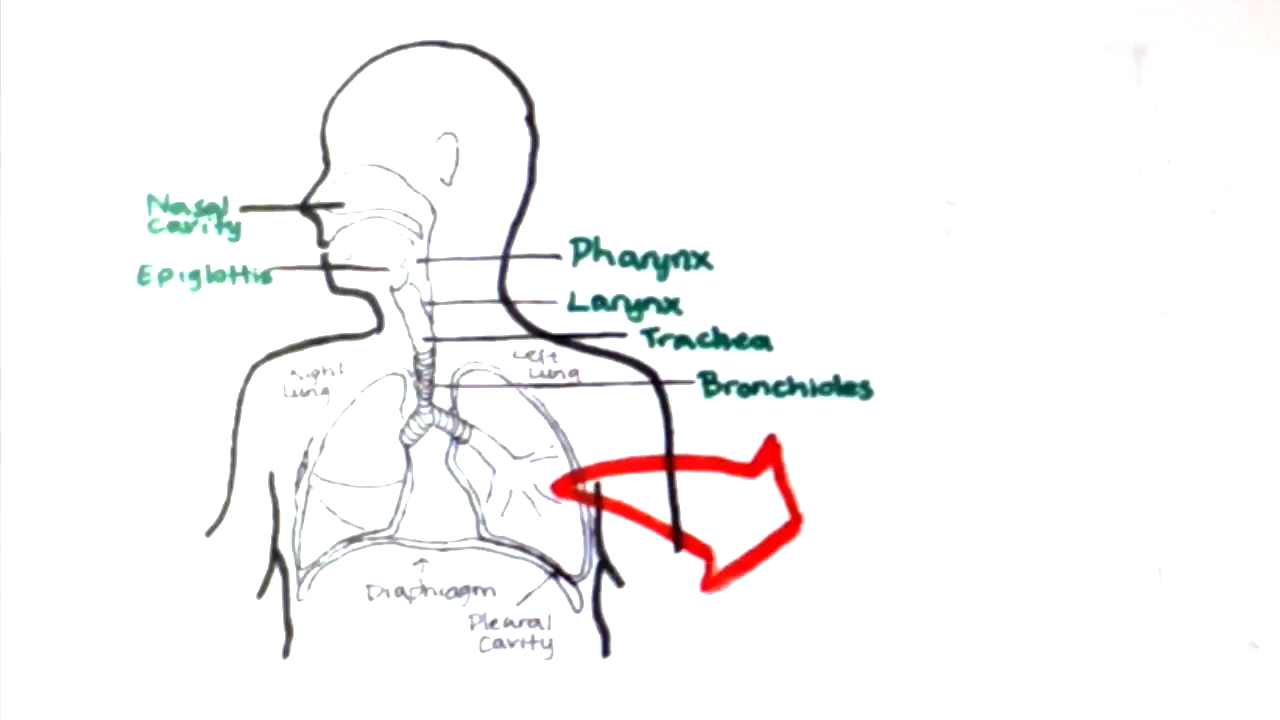 Nasal
Cavity
Epiglottis
Pharynx
Larynx
Trachea
Bronchioles
Right
Lung
Left
Lung
Diaphragm
Pleural
Cavity